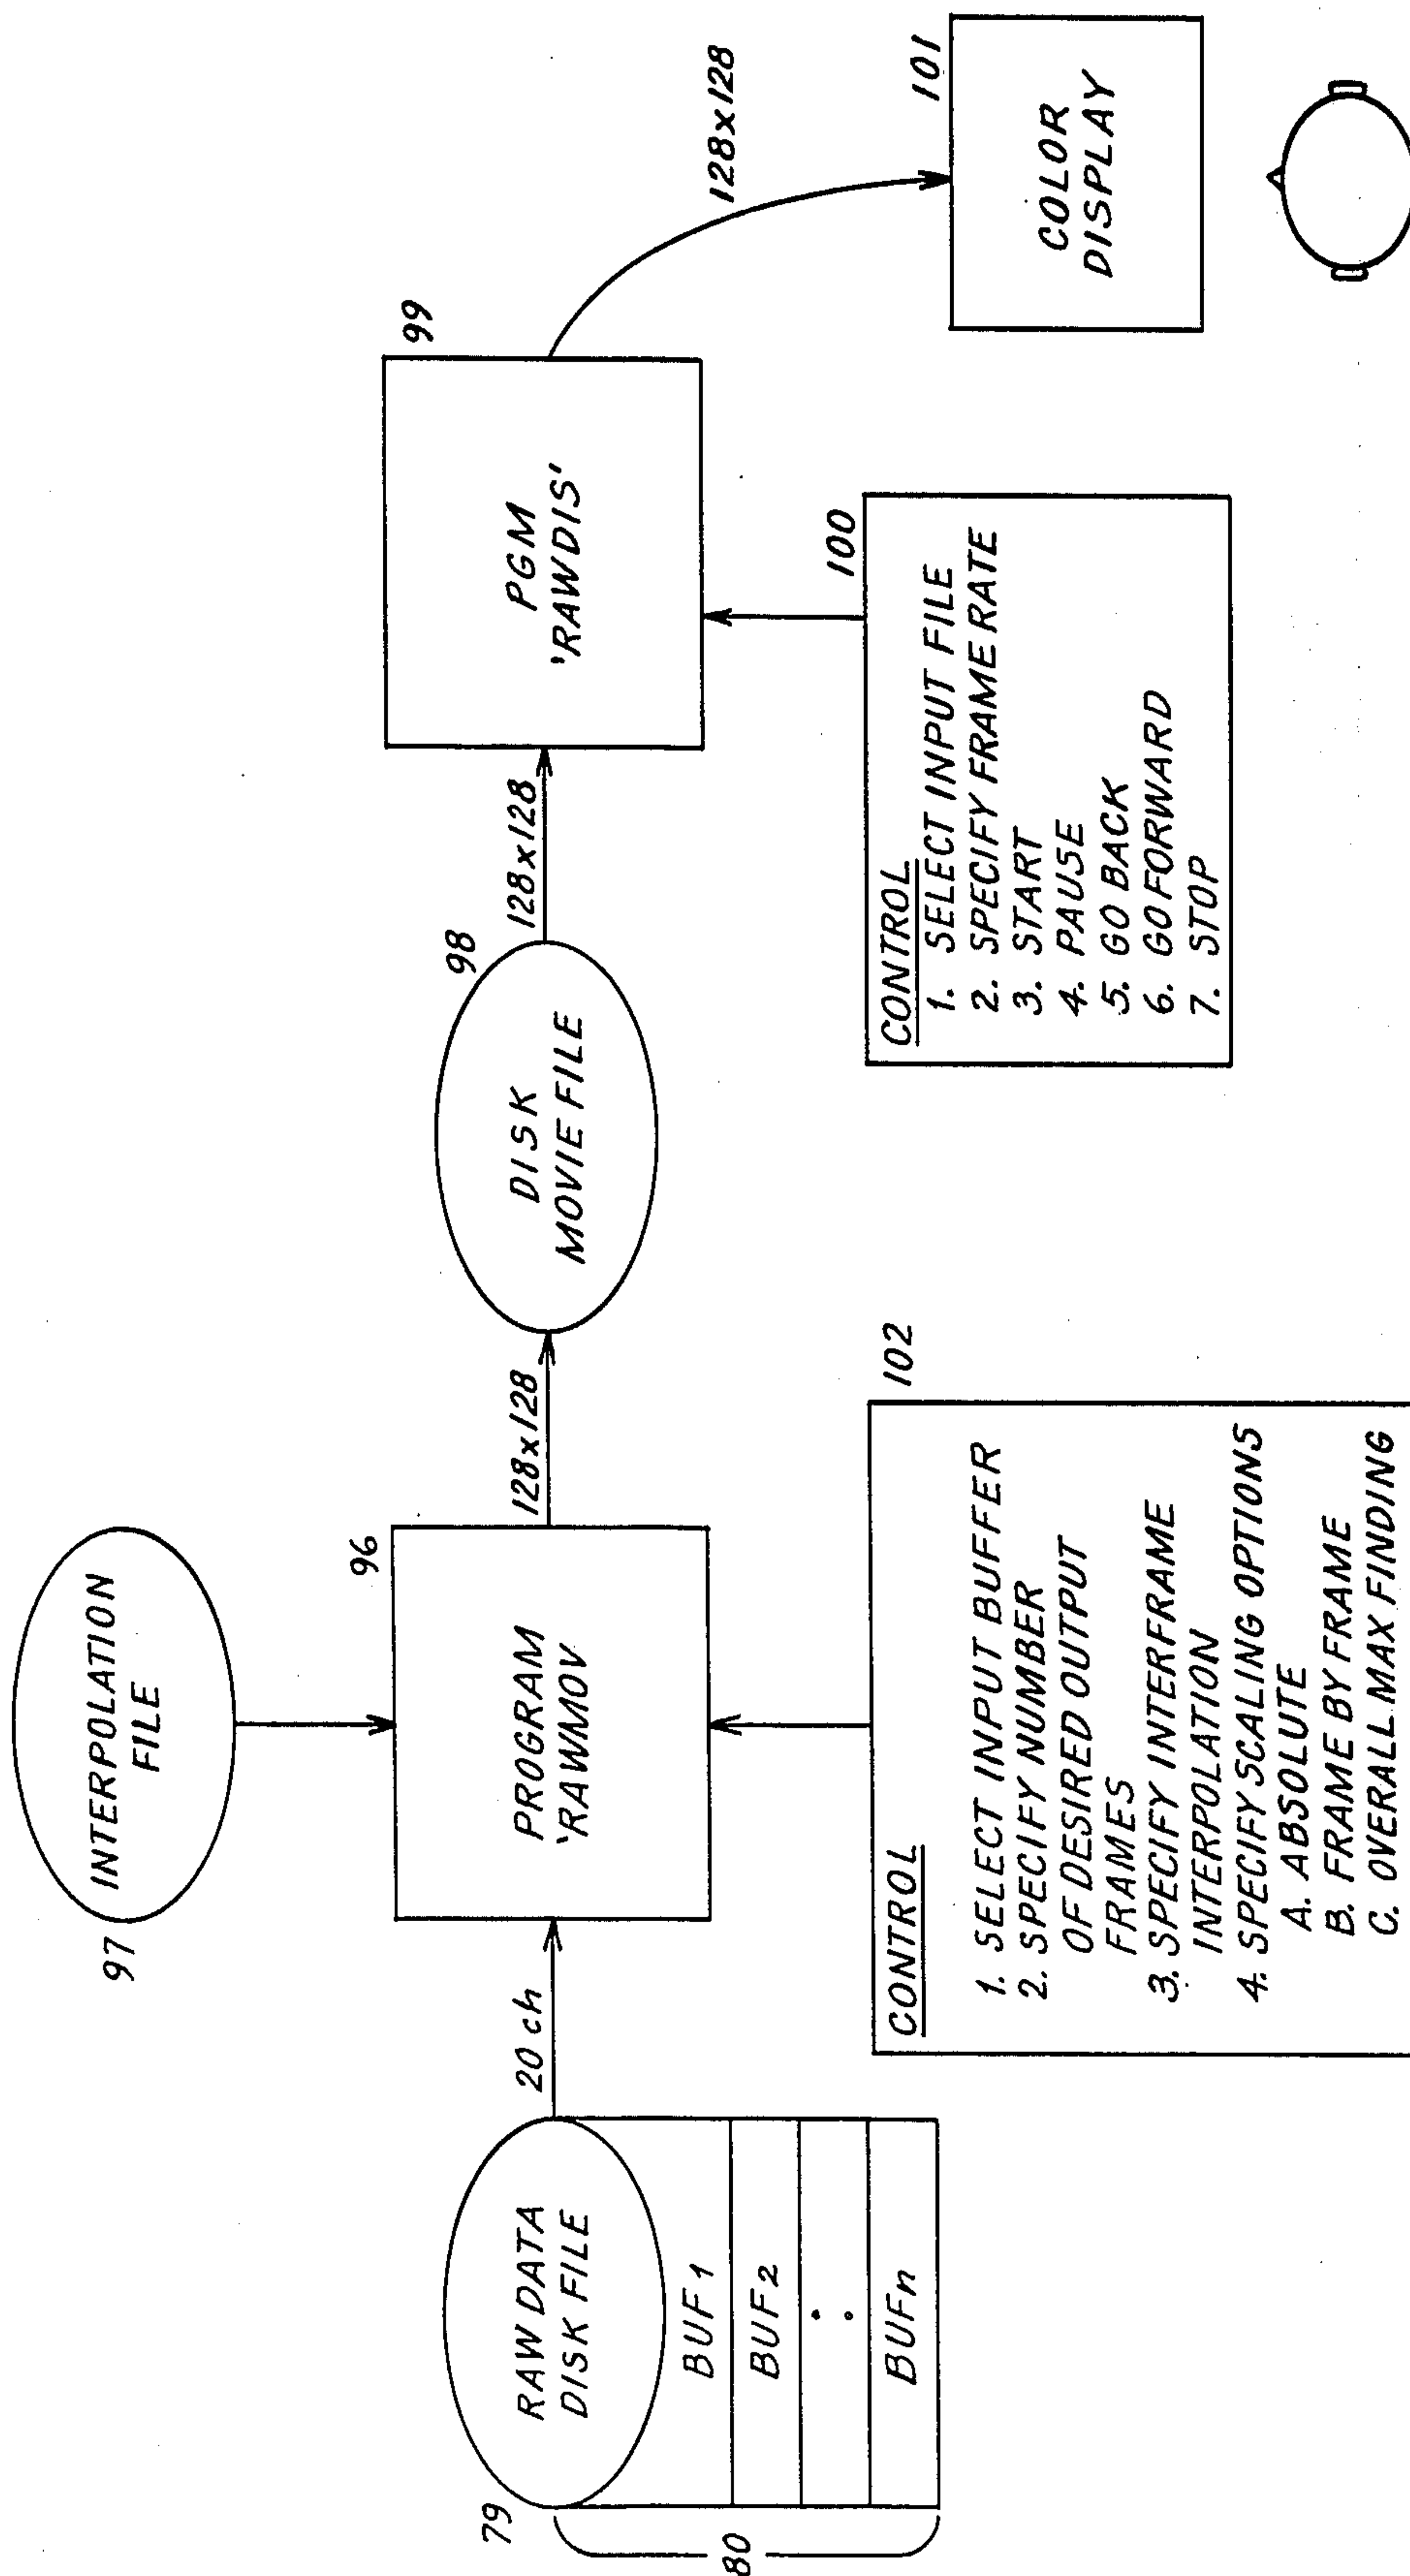 97
INTERPOLATION
FILE
79
80
RAW DATA
DISK FILE
BUF1
BUF2
BUFn
20 ch
96
PROGRAM
'RAWMOV
128x128
98
DISK
MOVIE FILE
128x128
99
PGM
'RAWDIS'
128x128
101
COLOR
DISPLAY
102
CONTROL
1. SELECT INPUT BUFFER
2. SPECIFY NUMBER
OF DESIRED OUTPUT
FRAMES
3. SPECIFY INTERFRAME
INTERPOLATION
4. SPECIFY SCALING OPTIONS
A. ABSOLUTE
B. FRAME BY FRAME
C. OVERALL MAX FINDING
100
CONTROL
1. SELECT INPUT FILE
2. SPECIFY FRAME RATE
3. START
4. PAUSE
5. GO BACK
6. GO FORWARD
7. STOP